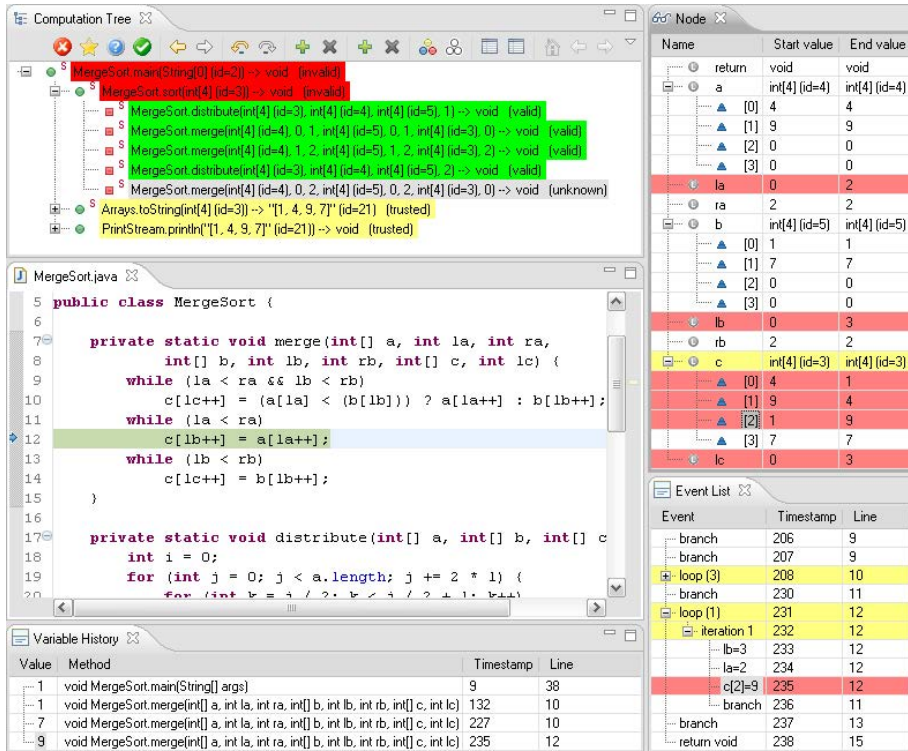 Computation Tree
MergeSort.main(String[0] (id=2)) -> void (invalid)
MergeSort.sort(int[4] (id=3)) -> void (invalid)
MergeSort.distribute(int[4] (id=3), int[4] (id=4), int[4] (id=5), 1) -> void (valid)
MergeSort.merge(int[4] (id=4), 0, 1, int[4] (id=5), 0, 1, int[4] (id=3), 0) -> void (valid)
MergeSort.merge(int[4] (id=4), 1, 2, int[4] (id=5), 1, 2, int[4] (id=3), 2) -> void (valid)
MergeSort.distribute(int[4] (id=3), int[4] (id=4), int[4] (id=5), 2) -> void (valid)
MergeSort.merge(int[4] (id=4), 0, 2, int[4] (id=5), 0, 2, int[4] (id=3), 0) -> void (unknown)
Arrays.toString(int[4] (id=3)) -> "[1, 4, 9, 7]" (id=21) (trusted)
PrintStream.println("[1, 4, 9, 7]" (id=21)) -> void (trusted)
MergeSort.java
5 public class MergeSort {
6
7 private static void merge(int[] a, int la, int ra,
8 int[] b, int lb, int rb, int[] c, int lc) {
9 while (la < ra && lb < rb)
10 c[lc++] = (a[la] < (b[lb])) ? a[la++] : b[lb++];
11 while (la < ra)
12 c[lb++] = a[la++];
13 while (lb < rb)
14 c[lc++] = b[lb++];
15 }
16
17 private static void distribute(int[] a, int[] b, int[] c
18 int i = 0;
19 for (int j = 0; j < a.length; j += 2 * l) {
20 for (int k = j / 2; k < j / 2 + l; k++)
Variable History
Value Method Timestamp Line
1 void MergeSort.main(String[] args) 9 38
1 void MergeSort.merge(int[] a, int la, int ra, int[] b, int lb, int rb, int[] c, int lc) 132 10
7 void MergeSort.merge(int[] a, int la, int ra, int[] b, int lb, int rb, int[] c, int lc) 227 10
9 void MergeSort.merge(int[] a, int la, int ra, int[] b, int lb, int rb, int[] c, int lc) 235 12
Node
Name Start value End value
return void void
a int[4] (id=4) int[4] (id=4)
[0] 4 4
[1] 9 9
[2] 0 0
[3] 0 0
la 0 2
ra 2 2
b int[4] (id=5) int[4] (id=5)
[0] 1 1
[1] 7 7
[2] 0 0
[3] 0 0
lb 0 3
rb 2 2
c int[4] (id=3) int[4] (id=3)
[0] 4 1
[1] 9 4
[2] 1 9
[3] 7 7
lc 0 3
Event List
Event Timestamp Line
branch 206 9
branch 207 9
loop (3) 208 10
branch 230 11
loop (1) 231 12
iteration 1 232 12
lb=3 233 12
la=2 234 12
c[2]=9 235 12
branch 236 11
branch 237 13
return void 238 15